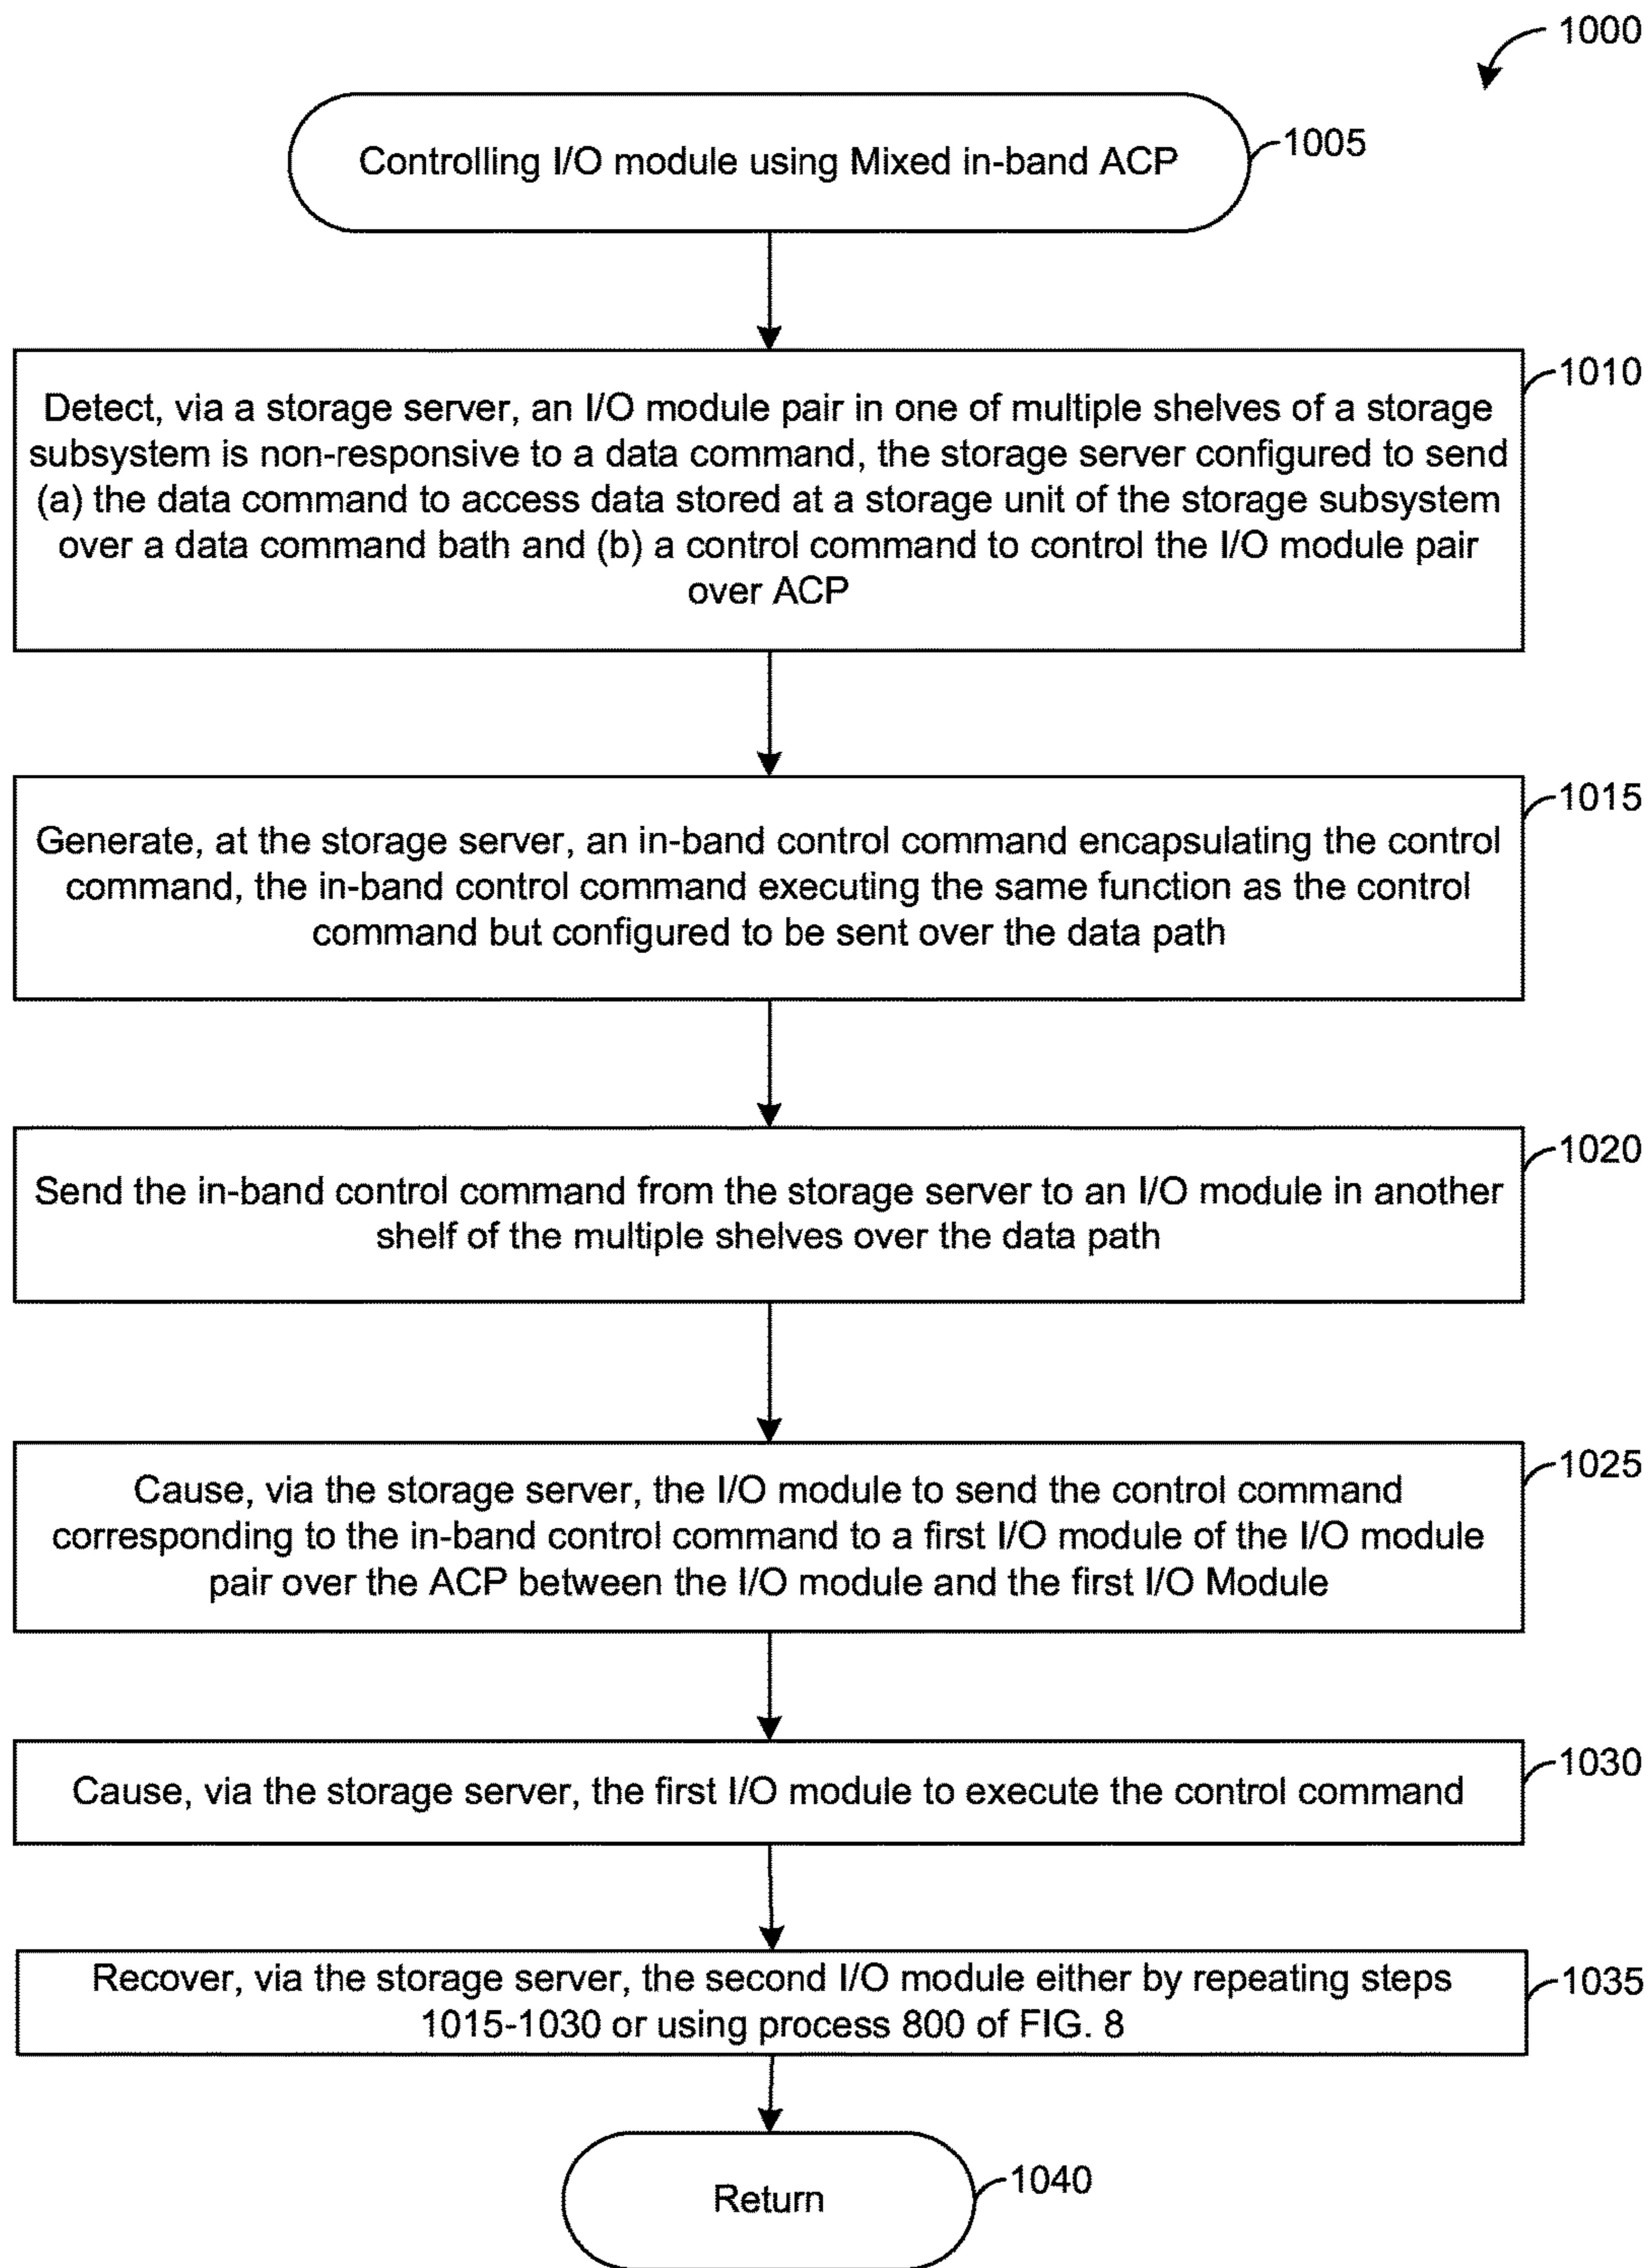 1000
Controlling I/O module using Mixed in-band ACP
1005
1010
Detect, via a storage server, an I/O module pair in one of multiple shelves of a storage
subsystem is non-responsive to a data command, the storage server configured to send
(a) the data command to access data stored at a storage unit of the storage subsystem
over a data command bath and (b) a control command to control the I/O module pair
over ACP
1015
Generate, at the storage server, an in-band control command encapsulating the control
command, the in-band control command executing the same function as the control
command but configured to be sent over the data path
1020
Send the in-band control command from the storage server to an I/O module in another
shelf of the multiple shelves over the data path
1025
Cause, via the storage server, the I/O module to send the control command
corresponding to the in-band control command to a first I/O module of the I/O module
pair over the ACP between the I/O module and the first I/O Module
1030
Cause, via the storage server, the first I/O module to execute the control command
1035
Recover, via the storage server, the second I/O module either by repeating steps
1015-1030 or using process 800 of FIG. 8
Return
1040